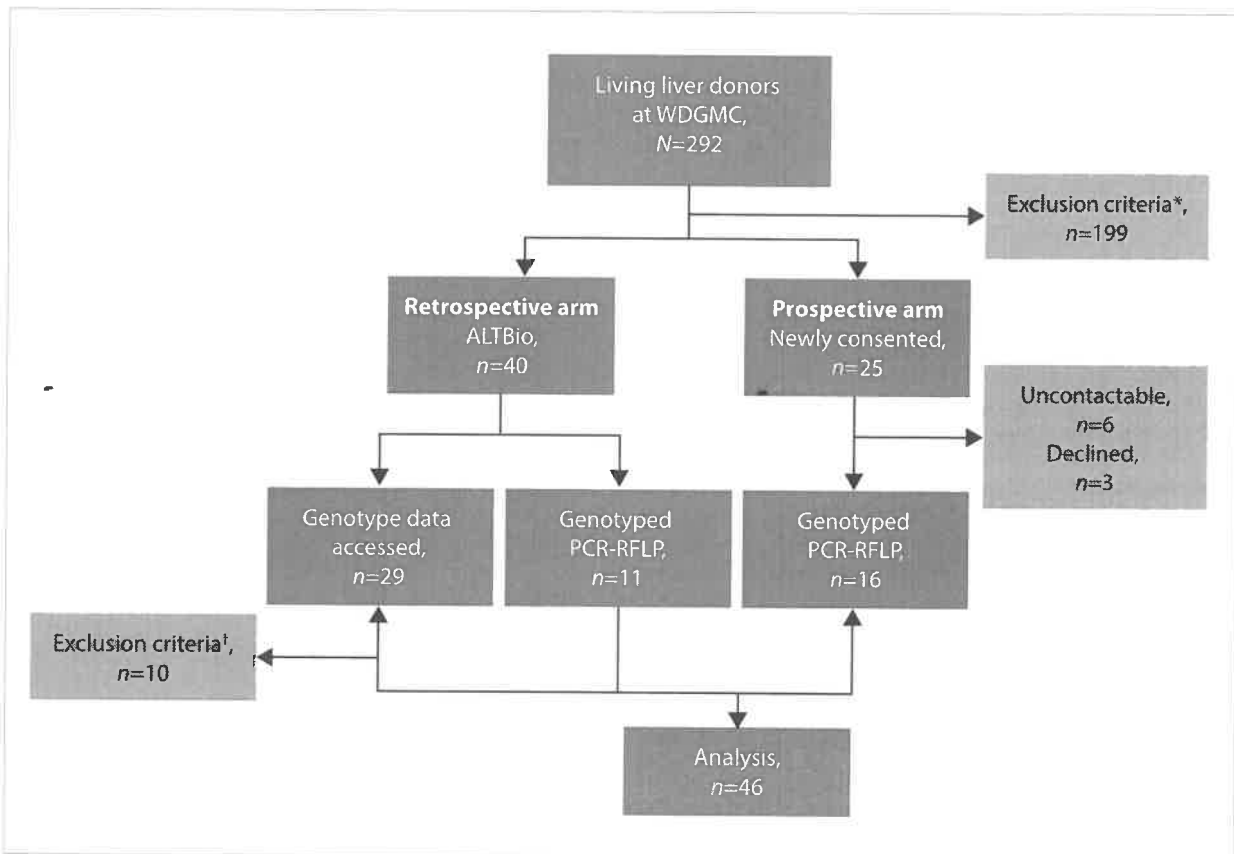 Living liver donors
at WDGMC,
N=292
Exclusion criteria*,
n=199
Retrospective arm
ALTBio,
n=40
Prospective arm
Newly consented,
n=25
Uncontactable,
n=6
Declined,
n=3
Genotype data
accessed,
n=29
Genotyped
PCR-RFLP,
n=11
Genotyped
PCR-RFLP,
n=16
Exclusion criteria†,
n=10
Analysis,
n=46